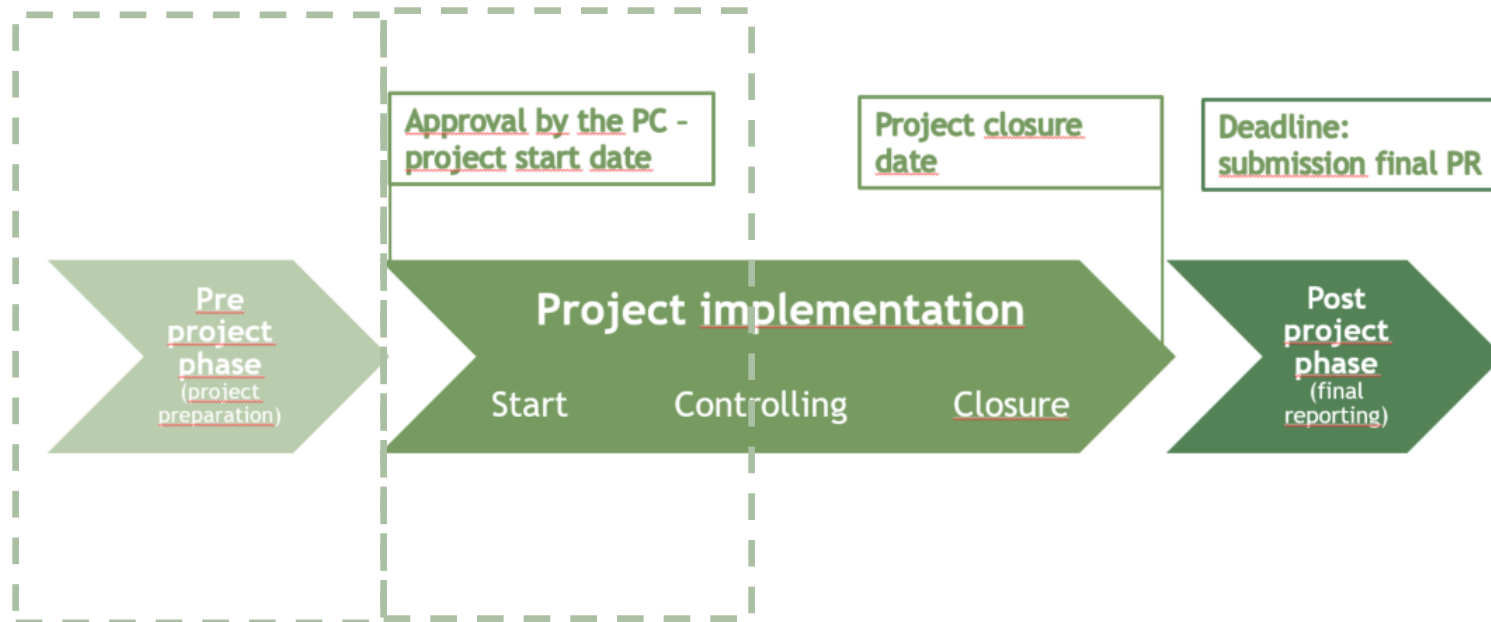 Approval by the PC –
project start date
Project closure
date
Deadline:
submission final PR
Pre
project
phase
(project
preparation)
Project implementation
Start
Controlling
Closure
Post
project
phase
(final
reporting)